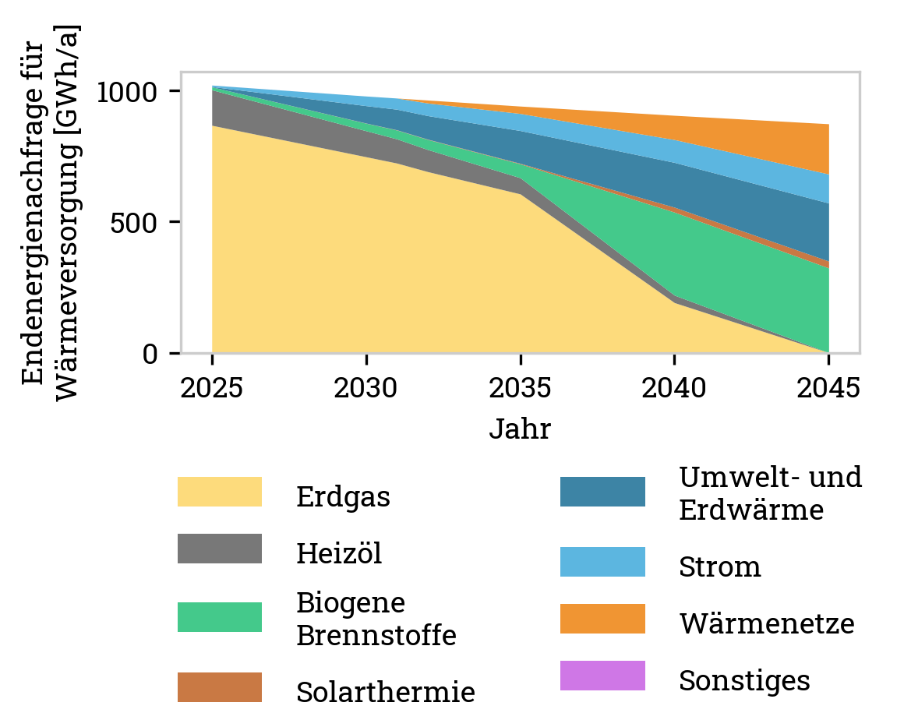 Endenergienachfrage für
Wärmeversorgung [GWh/a]
1000
500
0
2025 2030 2035 2040 2045
Jahr
Erdgas
Heizöl
Biogene
Brennstoffe
Solarthermie
Umwelt- und
Erdwärme
Strom
Wärmenetze
Sonstiges